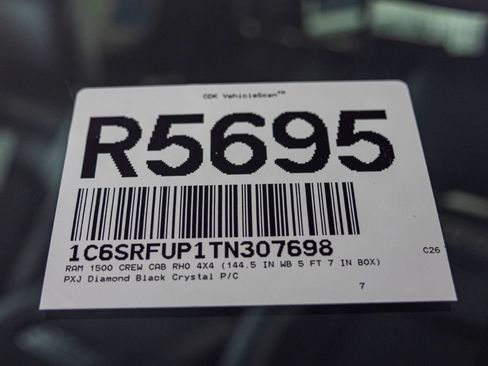 CDK VehicleScan™
R5695
1C6SRFUP1TN307698
RAM 1500 CREW CAB RHO 4X4 (144.5 IN WB 5 FT 7 IN BOX)
C26
PXJ Diamond Black Crystal P/C
7